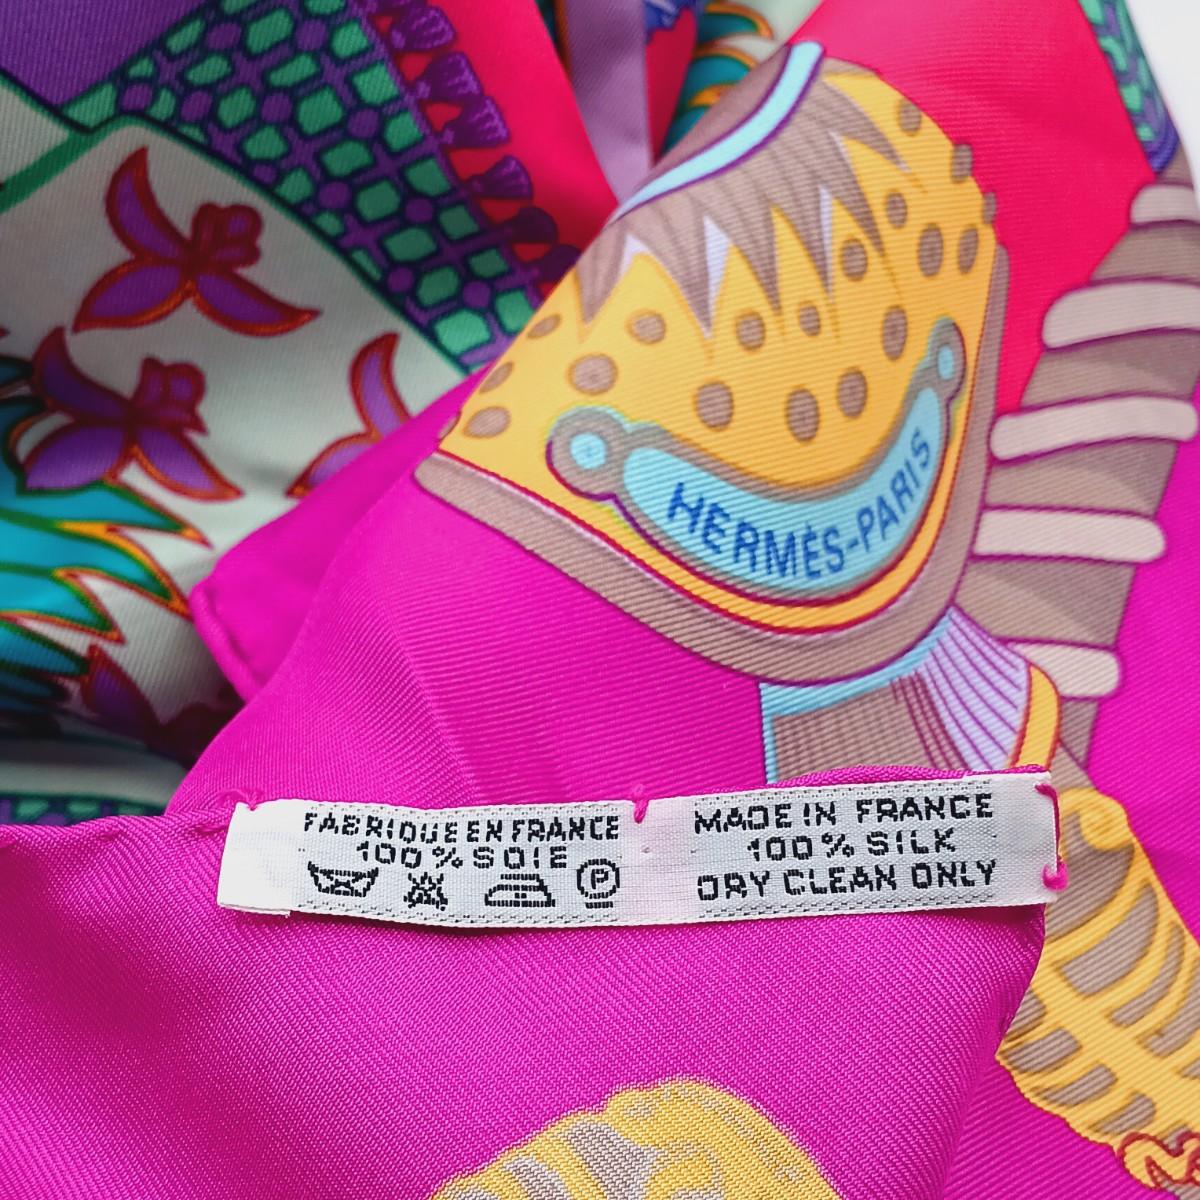 HERMÈS-PARIS
FABRIQUE EN FRANCE
100% SOIE
P
MADE IN FRANCE
100% SILK
DRY CLEAN ONLY